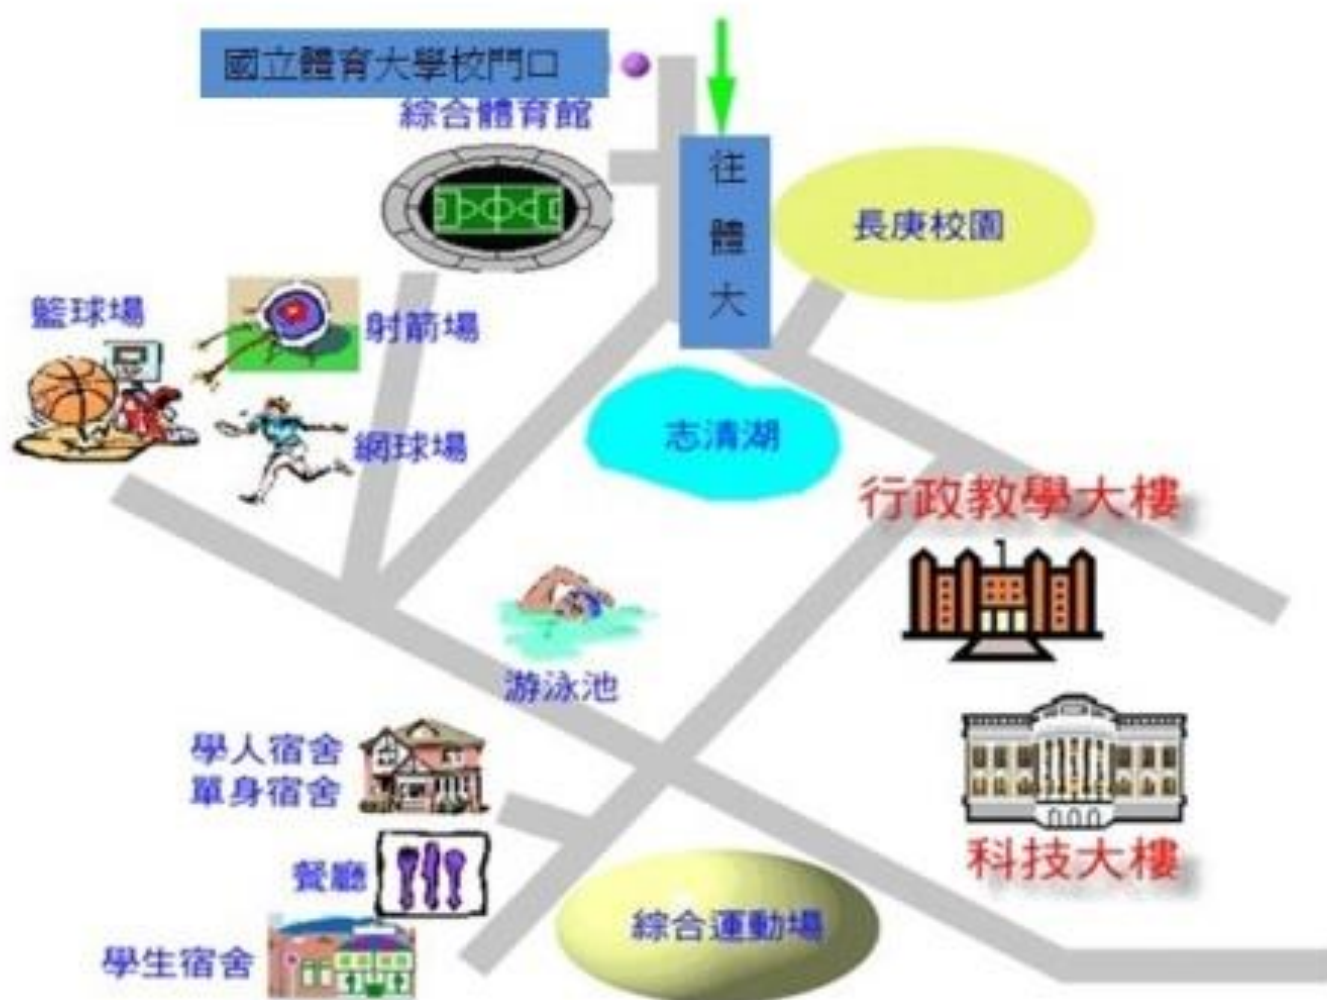 國立體育大學校門口
綜合體育館
往
體
大
長庚校園
籃球場
射箭場
網球場
志清湖
行政教學大樓
游泳池
學人宿舍
單身宿舍
科技大樓
餐廳
綜合運動場
學生宿舍